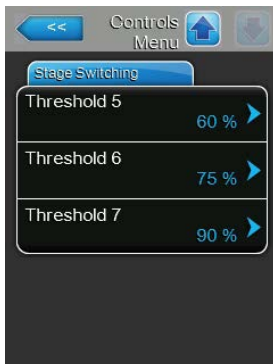 <<
Controls
Menu
Stage Switching
Threshold 5
60 %
Threshold 6
75 %
Threshold 7
90 %